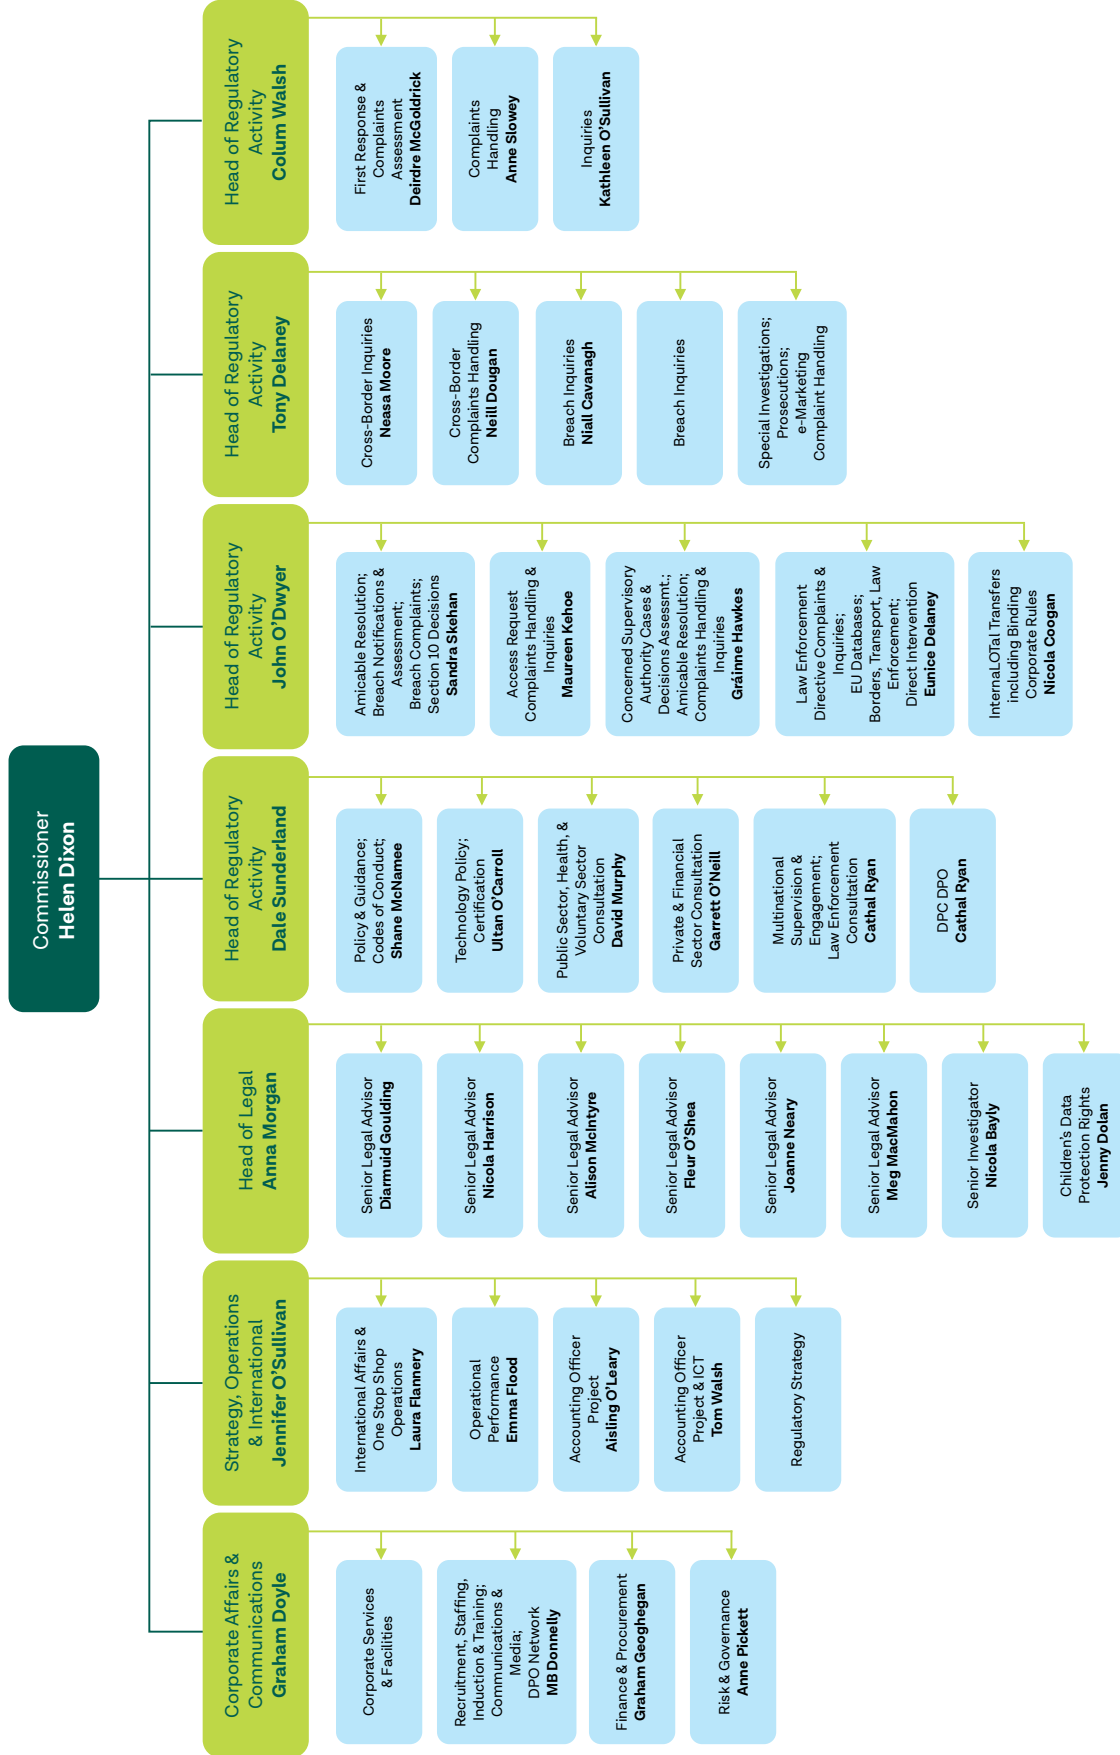 Commissioner
Helen Dixon
Corporate Affairs &
Communications
Graham Doyle
Corporate Services
& Facilities
Recruitment, Staffing,
Induction & Training;
Communications &
Media;
DPO Network
MB Donnelly
Finance & Procurement
Graham Geoghegan
Risk & Governance
Anne Pickett
Strategy, Operations
& International
Jennifer O’Sullivan
International Affairs &
One Stop Shop
Operations
Laura Flannery
Operational
Performance
Emma Flood
Accounting Officer
Project
Aisling O’Leary
Accounting Officer
Project & ICT
Tom Walsh
Regulatory Strategy
Head of Legal
Anna Morgan
Senior Legal Advisor
Diarmuid Goulding
Senior Legal Advisor
Nicola Harrison
Senior Legal Advisor
Alison McIntyre
Senior Legal Advisor
Fleur O’Shea
Senior Legal Advisor
Joanne Neary
Senior Legal Advisor
Meg MacMahon
Senior Investigator
Nicola Bayly
Children’s Data
Protection Rights
Jenny Dolan
Head of Regulatory
Activity
Dale Sunderland
Policy & Guidance;
Codes of Conduct;
Shane McNamee
Technology Policy;
Certification
Ultan O’Carroll
Public Sector, Health, &
Voluntary Sector
Consultation
David Murphy
Private & Financial
Sector Consultation
Garrett O’Neill
Multinational
Supervision &
Engagement;
Law Enforcement
Consultation
Cathal Ryan
DPC DPO
Cathal Ryan
Head of Regulatory
Activity
John O’Dwyer
Amicable Resolution;
Breach Notifications &
Assessment;
Breach Complaints;
Section 10 Decisions
Sandra Skehan
Access Request
Complaints Handling &
Inquiries
Maureen Kehoe
Concerned Supervisory
Authority Cases &
Decisions Assessmt.;
Amicable Resolution;
Complaints Handling &
Inquiries
Gráinne Hawkes
Law Enforcement
Directive Complaints &
Inquiries;
EU Databases;
Borders, Transport, Law
Enforcement;
Direct Intervention
Eunice Delaney
InternaLOTal Transfers
including Binding
Corporate Rules
Nicola Coogan
Head of Regulatory
Activity
Tony Delaney
Cross-Border Inquiries
Neasa Moore
Cross-Border
Complaints Handling
Neill Dougan
Breach Inquiries
Niall Cavanagh
Breach Inquiries
Special Investigations;
Prosecutions;
e-Marketing
Complaint Handling
Head of Regulatory
Activity
Colum Walsh
First Response &
Complaints
Assessment
Deirdre McGoldrick
Complaints
Handling
Anne Slowey
Inquiries
Kathleen O’Sullivan